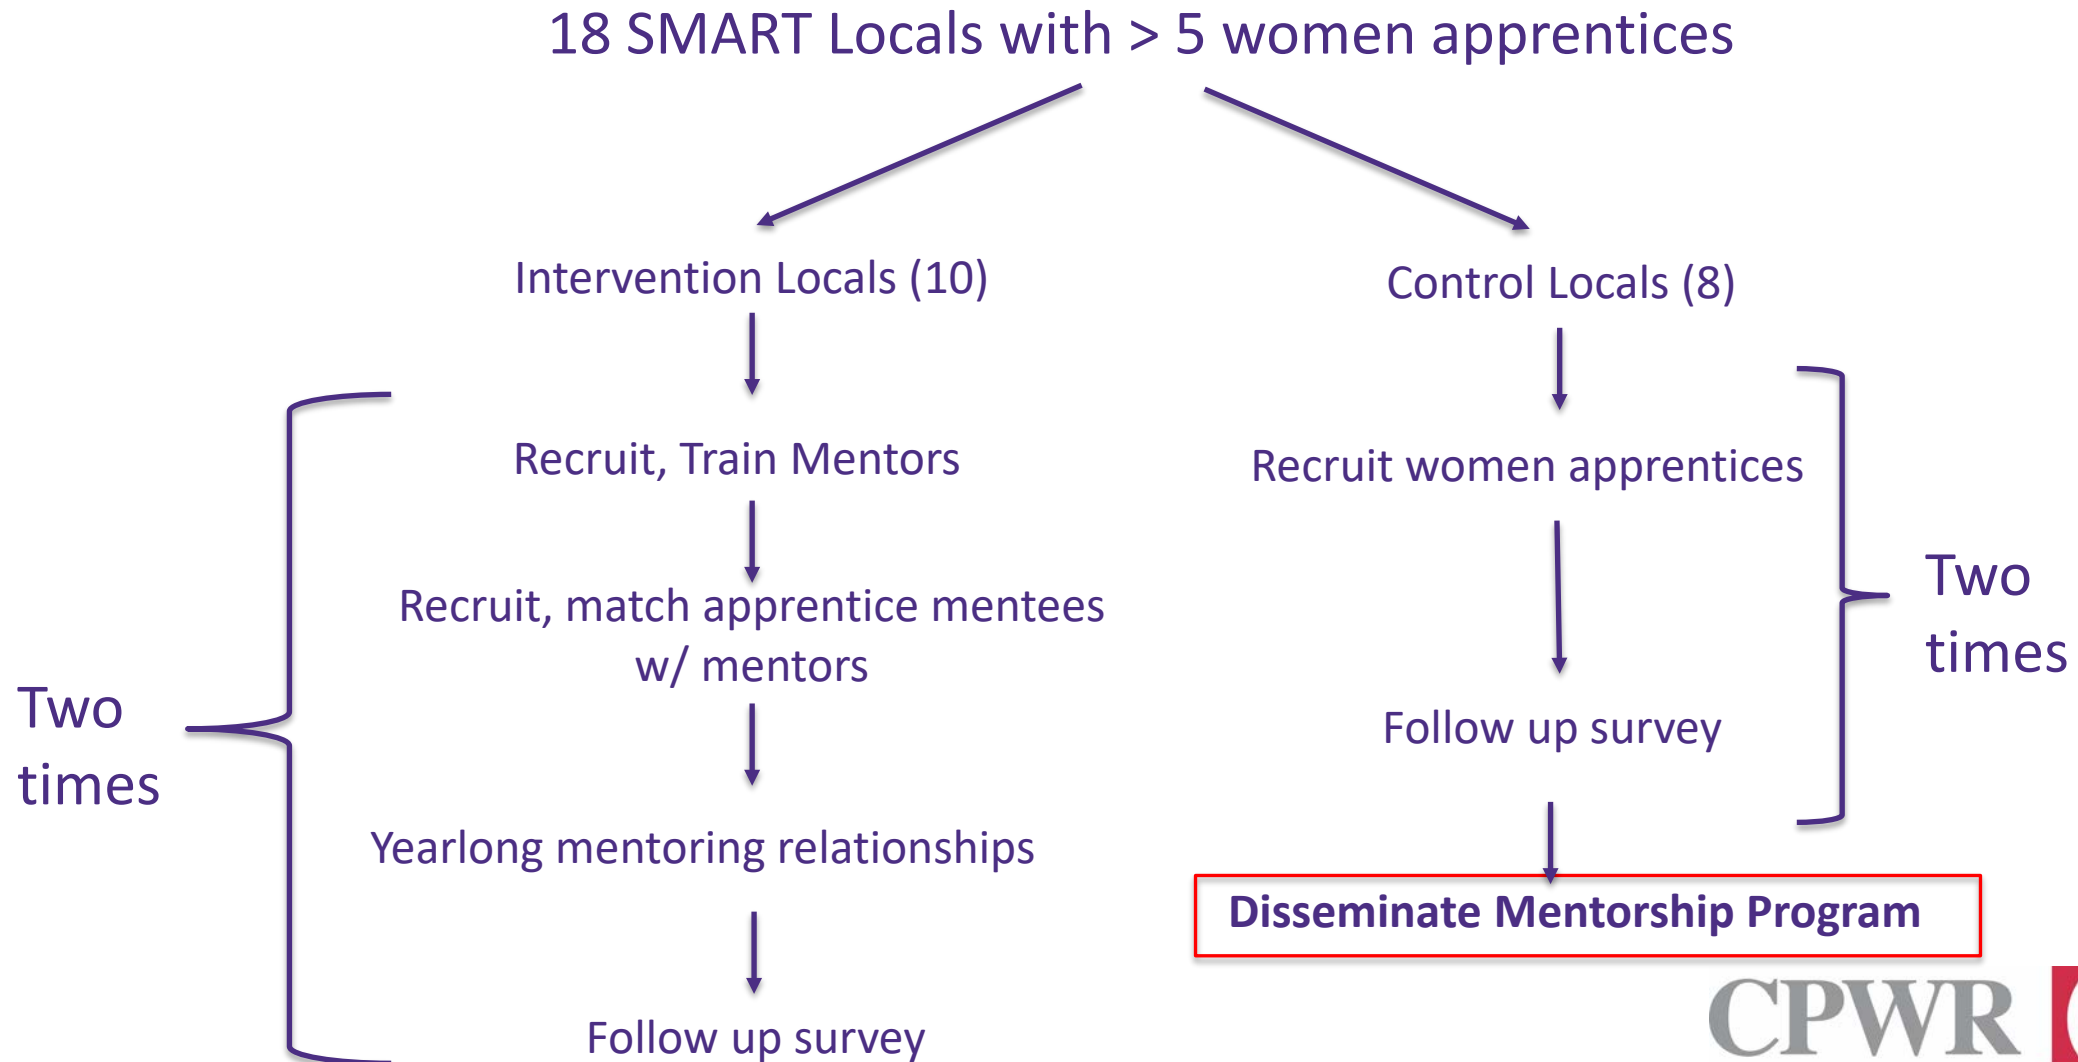 18 SMART Locals with > 5 women apprentices
Intervention Locals (10)
Control Locals (8)
Recruit, Train Mentors
Recruit women apprentices
Recruit, match apprentice mentees
w/ mentors
Two
times
Two
times
Follow up survey
Yearlong mentoring relationships
Disseminate Mentorship Program
Follow up survey
CPWR